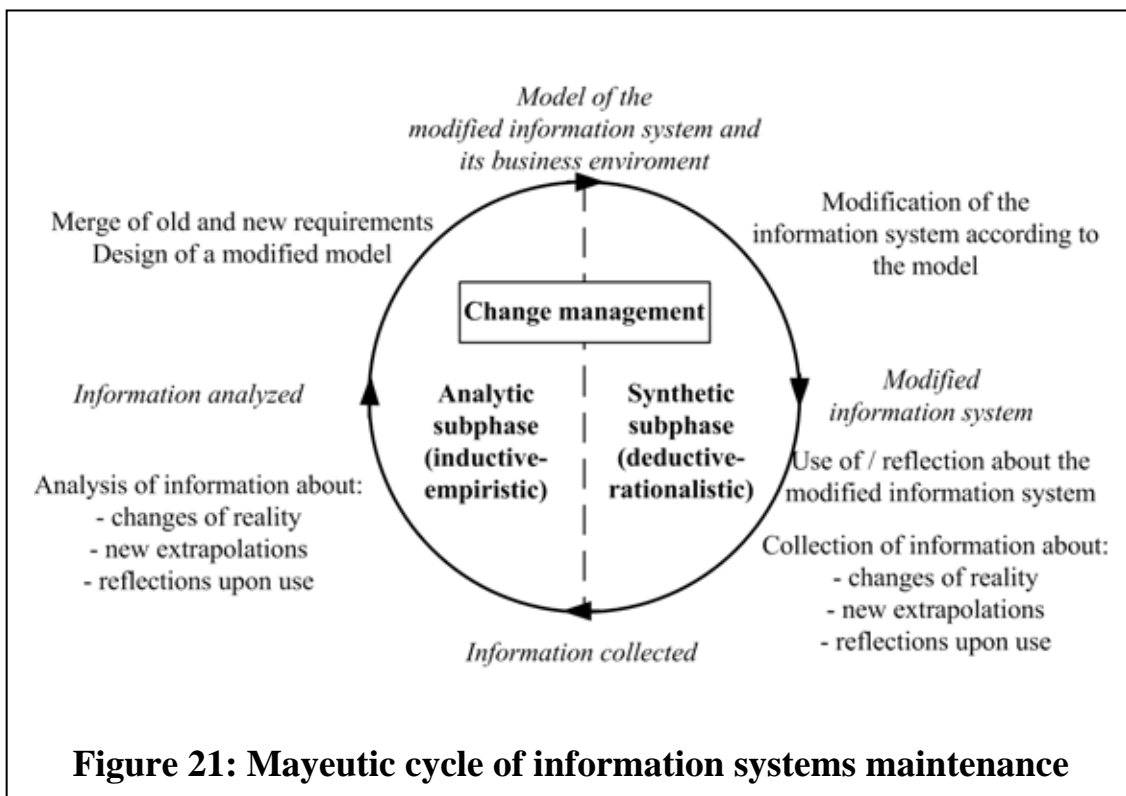 Model of the
modified information system and
its business enviroment
Merge of old and new requirements
Design of a modified model
Modification of the
information system according to
the model
Change management
Information analyzed
Analytic
subphase
(inductive-
empiristic)
Synthetic
subphase
(deductive-
rationalistic)
Modified
information system
Use of / reflection about the
modified information system
Analysis of information about:
- changes of reality
- new extrapolations
- reflections upon use
Collection of information about:
- changes of reality
- new extrapolations
- reflections upon use
Information collected
Figure 21: Mayeutic cycle of information systems maintenance